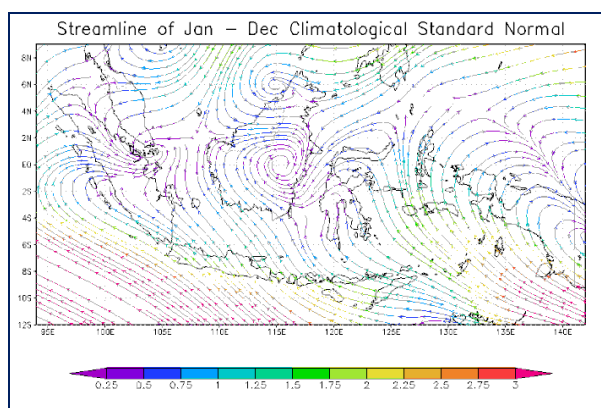 Streamline of Jan – Dec Climatological Standard Normal
8N
6N
4N
2N
EQ
2S
4S
6S
8S
10S
12S
95E 100E 105E 110E 115E 120E 125E 130E 135E 140E
0.25 0.5 0.75 1 1.25 1.5 1.75 2 2.25 2.5 2.75 3